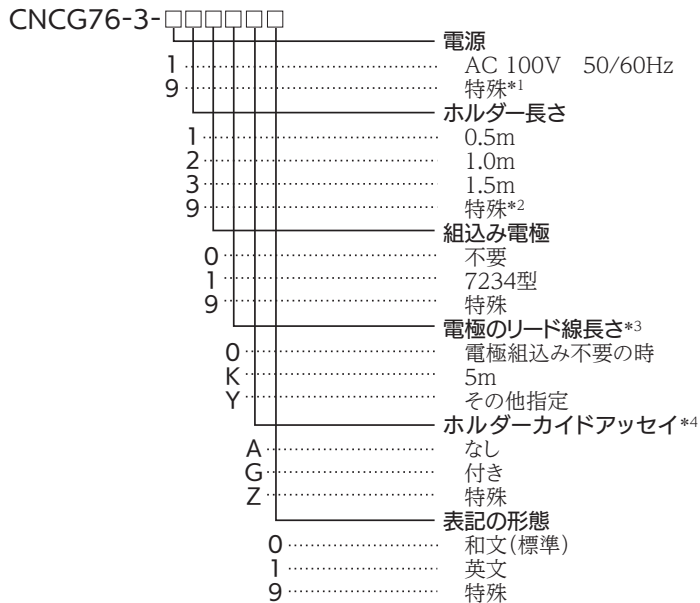 CNCG76-3-□□□□□□
電源
1 AC 100V 50/60Hz
9 特殊*1
ホルダー長さ
1 0.5m
2 1.0m
3 1.5m
9 特殊*2
組込み電極
0 不要
1 7234型
9 特殊
電極のリード線長さ*3
0 電極組込み不要の時
K 5m
Y その他指定
ホルダーカイドアッセイ*4
A なし
G 付き
Z 特殊
表記の形態
0 和文(標準)
1 英文
9 特殊